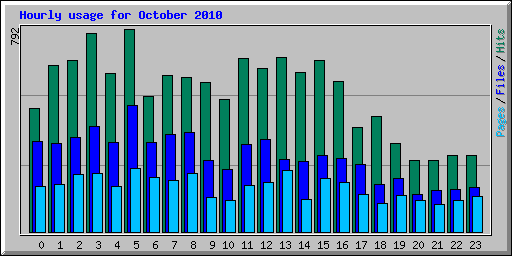 Hourly usage for October 2010
792
Pages / Files / Hits
0 1 2 3 4 5 6 7 8 9 10 11 12 13 14 15 16 17 18 19 20 21 22 23